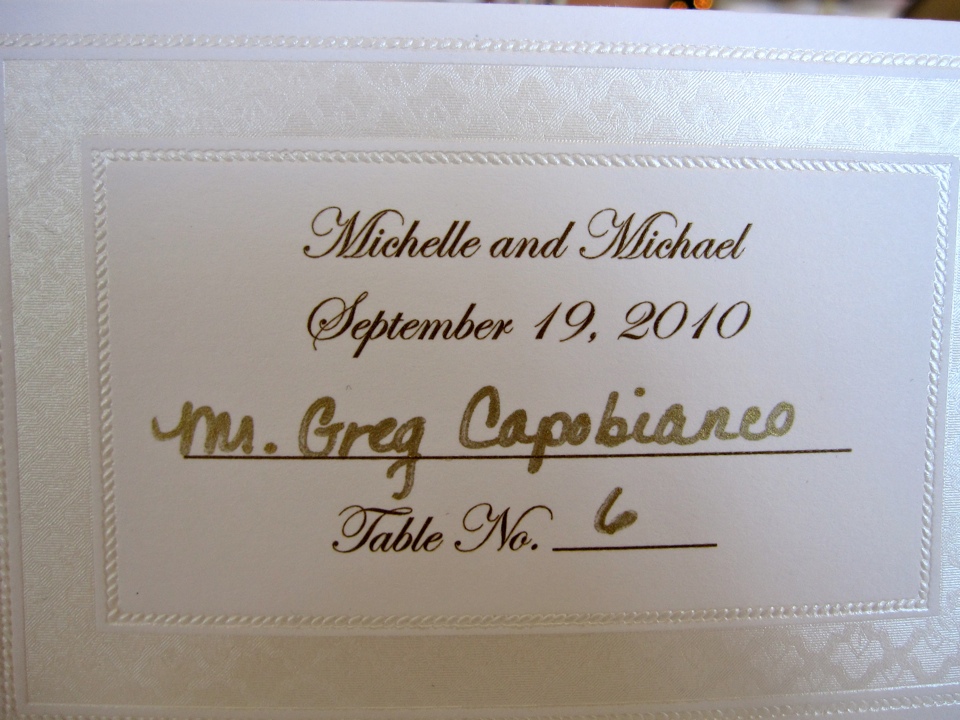 Michelle and Michael
September 19, 2010
Mr. Greg Capobianco
Table No. 6